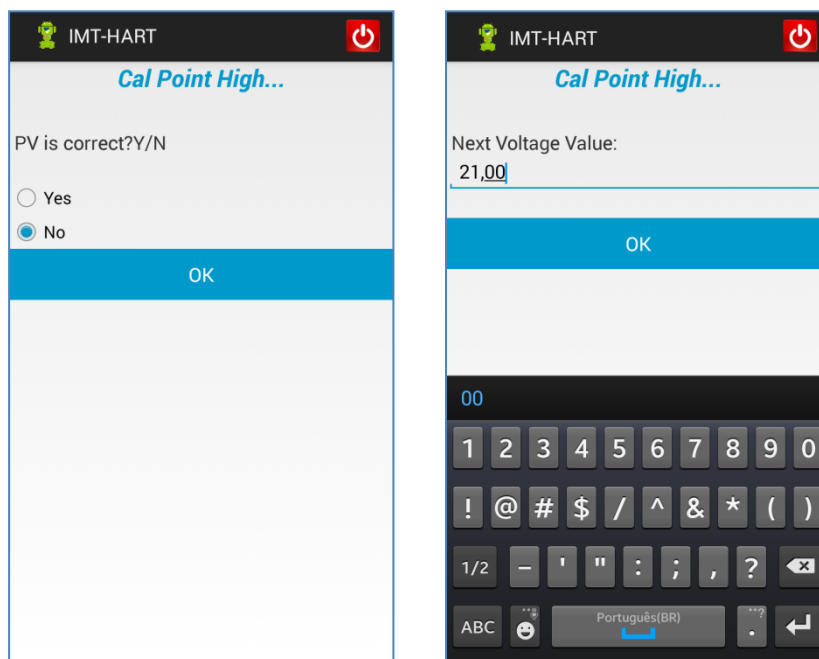 IMT-HART
Cal Point High...
PV is correct?Y/N
Yes
No
OK
IMT-HART
Cal Point High...
Next Voltage Value:
21,00
OK
00
1 2 3 4 5 6 7 8 9 0
! @ # $ / ^ & * ( )
1/2 - ' " : ; , ?
ABC Português(BR) ...? .